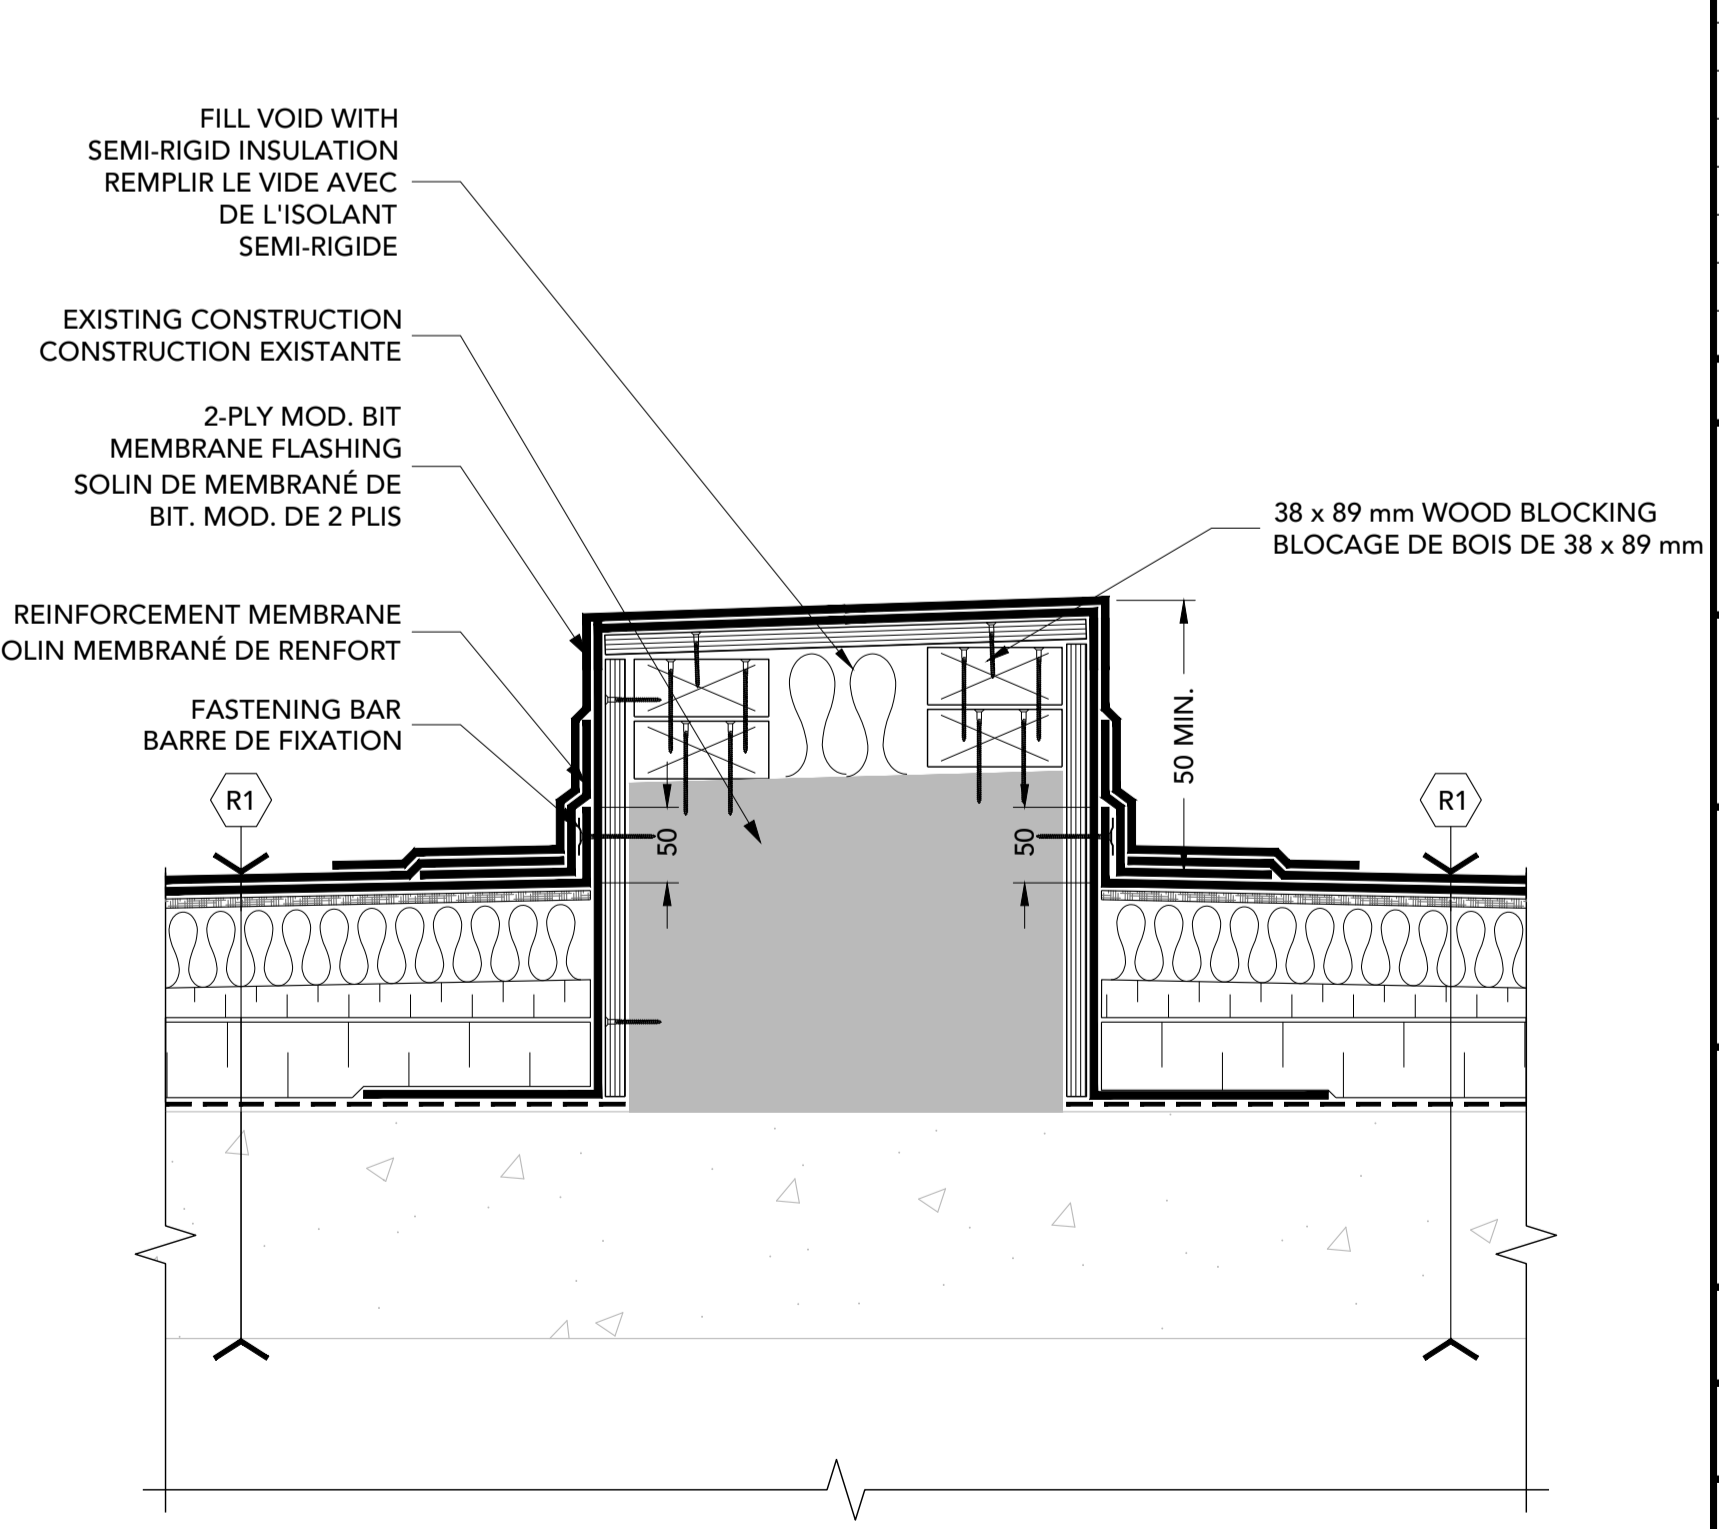 FILL VOID WITH
SEMI-RIGID INSULATION
REMPLIR LE VIDE AVEC
DE L'ISOLANT
SEMI-RIGIDE
EXISTING CONSTRUCTION
CONSTRUCTION EXISTANTE
2-PLY MOD. BIT
MEMBRANE FLASHING
SOLIN DE MEMBRANÉ DE
BIT. MOD. DE 2 PLIS
REINFORCEMENT MEMBRANE
OLIN MEMBRANÉ DE RENFORT
FASTENING BAR
BARRE DE FIXATION
38 x 89 mm WOOD BLOCKING
BLOCAGE DE BOIS DE 38 x 89 mm
50 MIN.
R1
R1
50
50